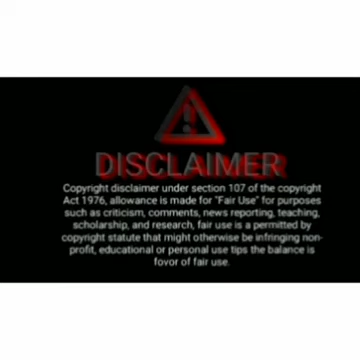 DISCLAIMER
Copyright disclaimer under section 107 of the copyright
Act 1976, allowance is made for "Fair Use" for purposes
such as criticism, comments, news reporting, teaching,
scholarship, and research, fair use is a permitted by
copyright statute that might otherwise be infringing non-
profit, educational or personal use tips the balance is
fovor of fair use.